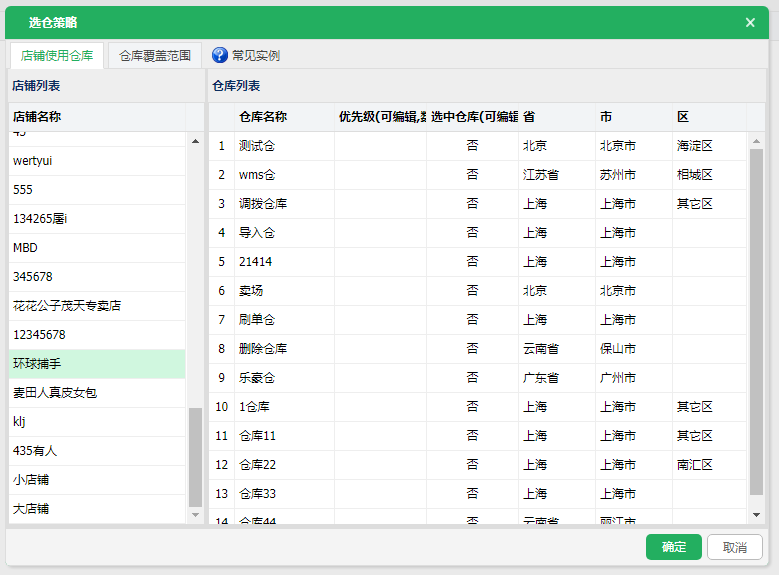 选仓策略
店铺使用仓库 仓库覆盖范围 常见实例
店铺列表 仓库列表
店铺名称
45
wertyui
555
134265屠i
MBD
345678
花花公子茂天专卖店
12345678
环球捕手
麦田人真皮女包
klj
435有人
小店铺
大店铺
仓库名称 优先级(可编辑,数 选中仓库(可编辑 省 市 区
1 测试仓 否 北京 北京市 海淀区
2 wms仓 否 江苏省 苏州市 相城区
3 调拨仓库 否 上海 上海市 其它区
4 导入仓 否 上海 上海市
5 21414 否 上海 上海市
6 卖场 否 北京 北京市
7 刷单仓 否 上海 上海市
8 删除仓库 否 云南省 保山市
9 乐豪仓 否 广东省 广州市
10 1仓库 否 上海 上海市 其它区
11 仓库11 否 上海 上海市 其它区
12 仓库22 否 上海 上海市 南汇区
13 仓库33 否 上海 上海市
14 仓库44 否 云南省 丽江市
确定 取消